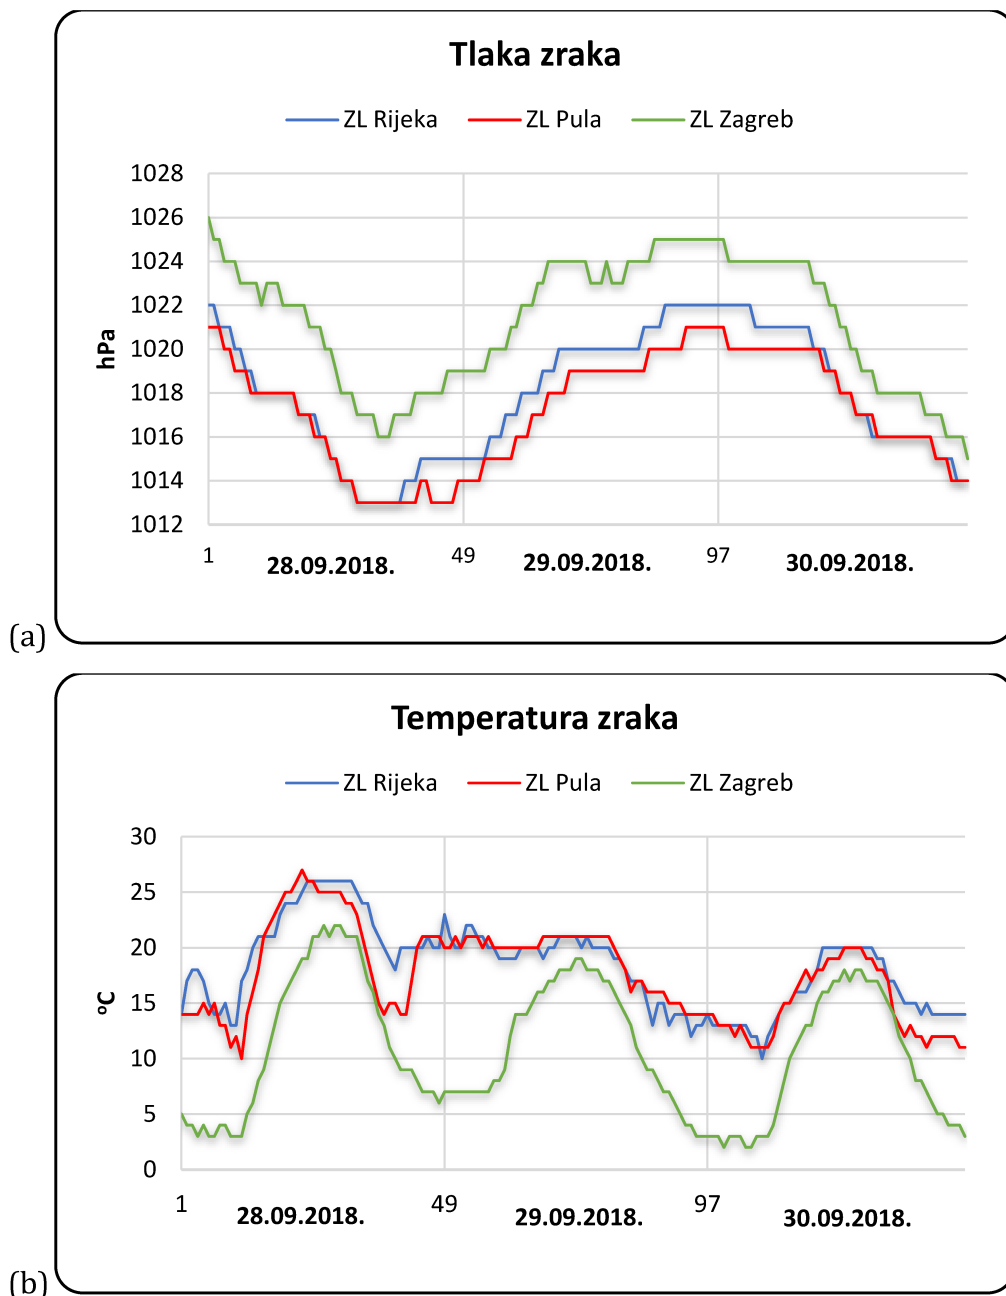 Tlaka zraka
ZL Rijeka ZL Pula ZL Zagreb
1028
1026
1024
1022
1020
1018
1016
1014
1012
hPa
1 49 97
28.09.2018. 29.09.2018. 30.09.2018.
(a)
Temperatura zraka
ZL Rijeka ZL Pula ZL Zagreb
30
25
20
15
10
5
0
ºC
1 49 97
28.09.2018. 29.09.2018. 30.09.2018.
(b)